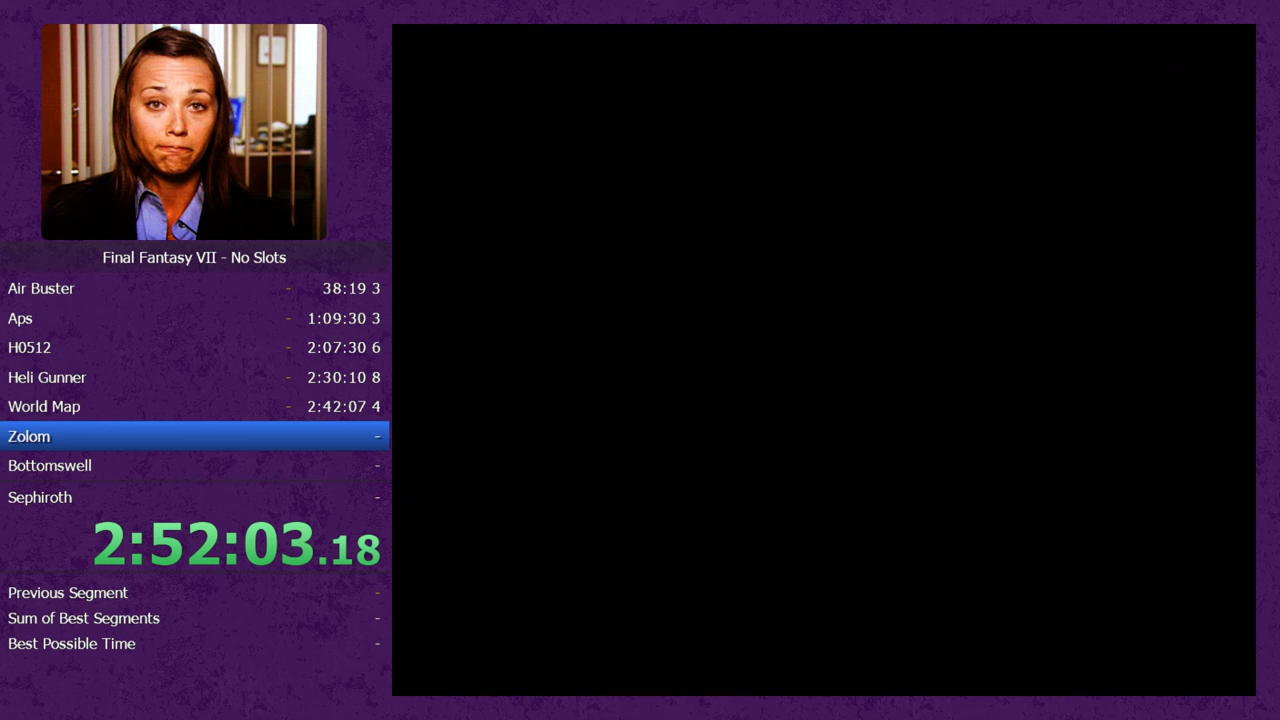 Final Fantasy VII - No Slots
Air Buster - 38:19 3
Aps - 1:09:30 3
H0512 - 2:07:30 6
Heli Gunner - 2:30:10 8
World Map - 2:42:07 4
Zolom -
Bottomswell -
Sephiroth -
2:52:03.18
Previous Segment -
Sum of Best Segments -
Best Possible Time -